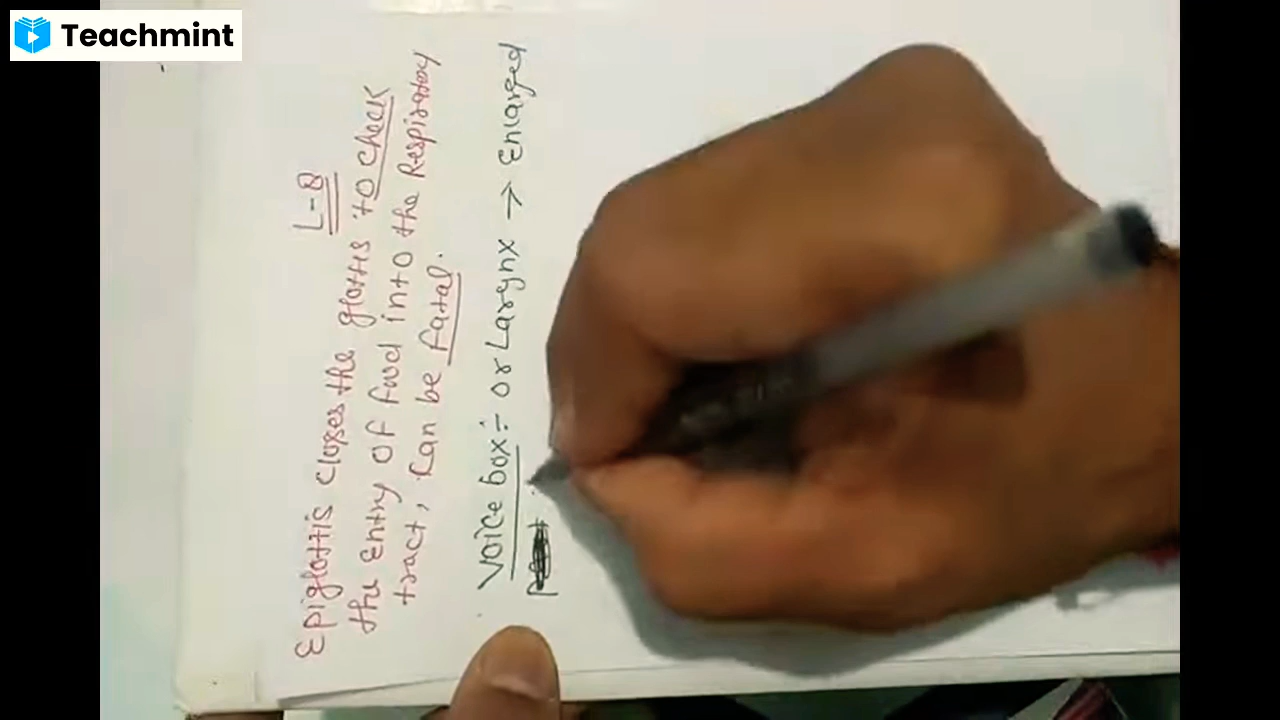 Teachmint
L-8
Epiglottis closes the glottis to check
the Entry of food into the Respiratory
tract, can be fatal.
Voice box:- or Larynx → Enlarged